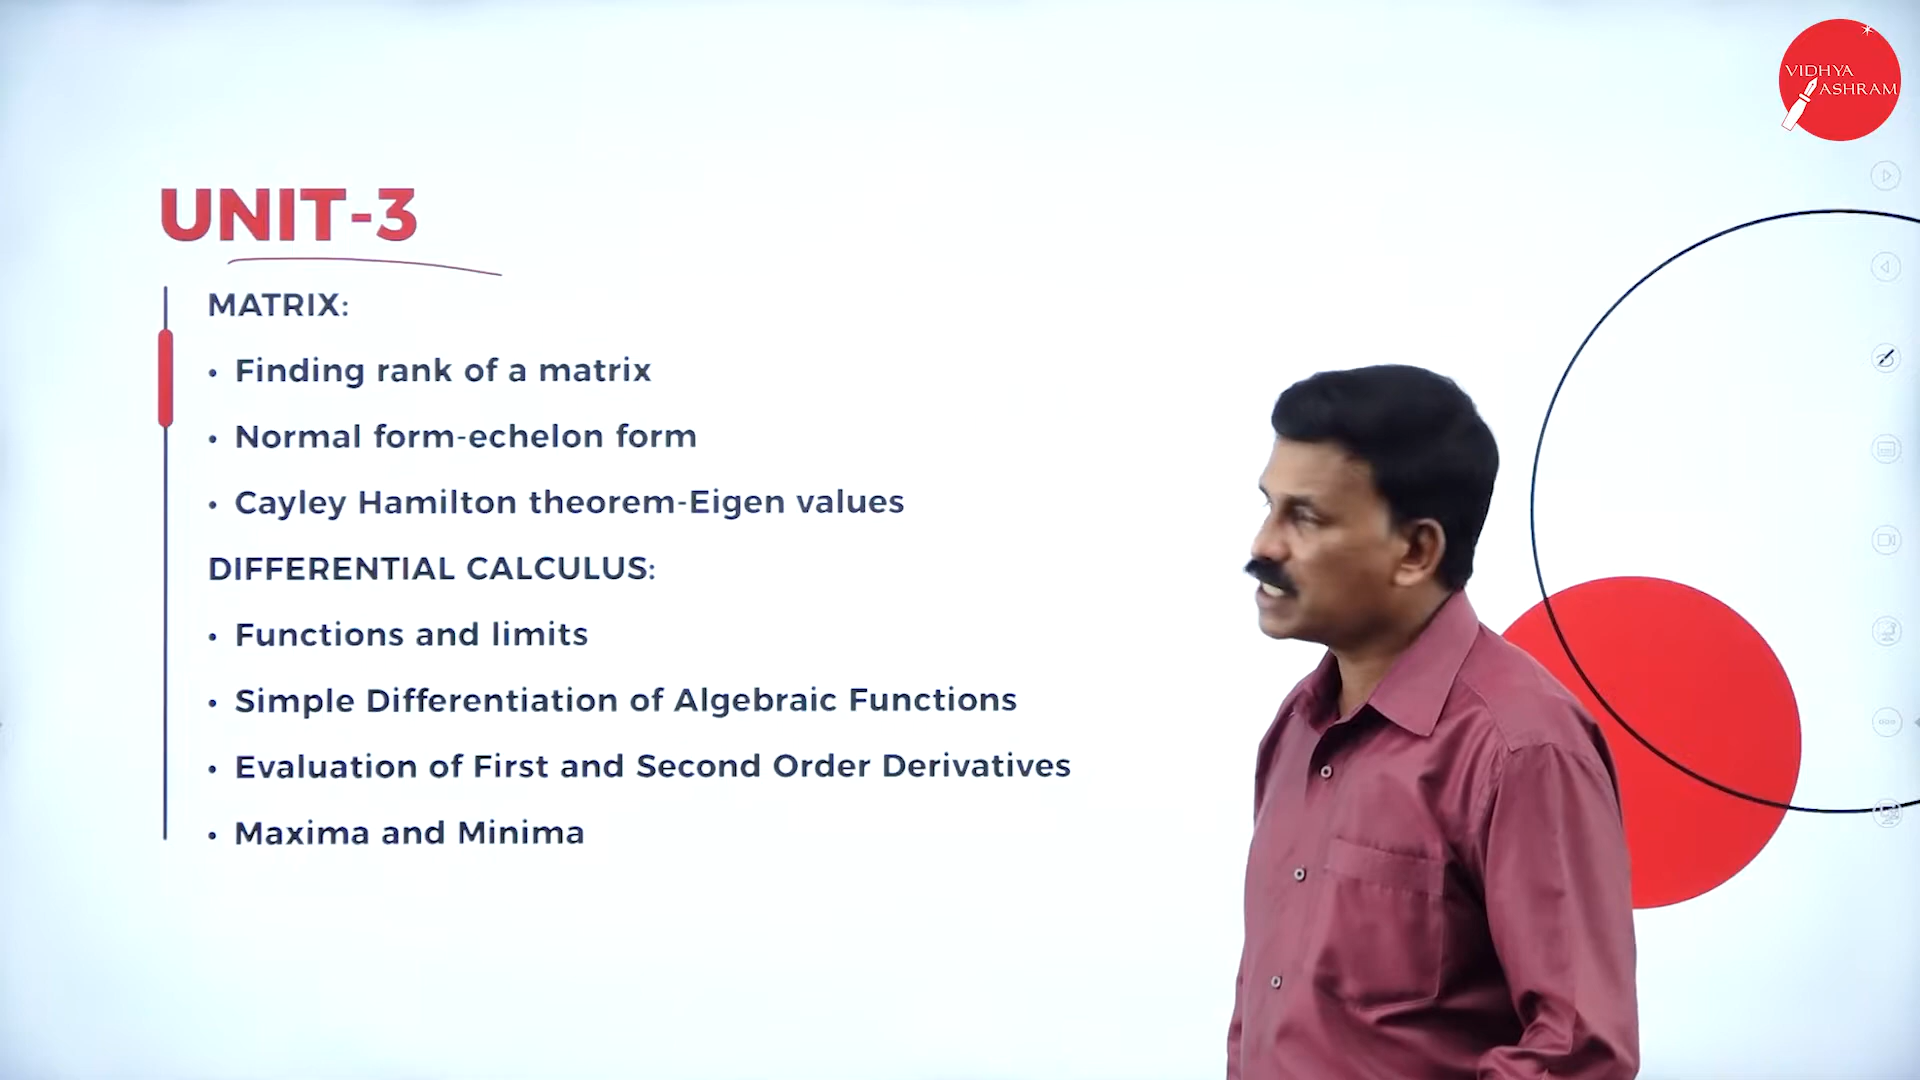 VIDHYA
ASHRAM
UNIT-3
MATRIX:
• Finding rank of a matrix
• Normal form-echelon form
• Cayley Hamilton theorem-Eigen values
DIFFERENTIAL CALCULUS:
• Functions and limits
• Simple Differentiation of Algebraic Functions
• Evaluation of First and Second Order Derivatives
• Maxima and Minima